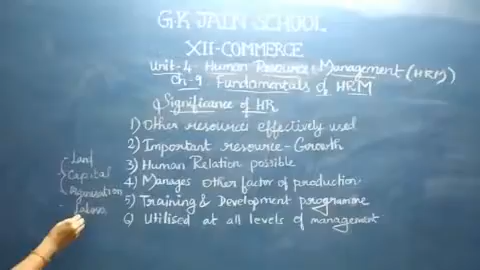 G.K JAIN SCHOOL
XII-COMMERCE
Unit-4- Human Resource Management (HRM)
Ch-9 Fundamentals of HRM
Significance of HR
1) Other resources effectively used
2) Important resource - Growth
3) Human Relation possible
4) Manages Other factor of production.
5) Training & Development programme
6) Utilised at all levels of management
- Land
- Capital
- Organisation
- Labour